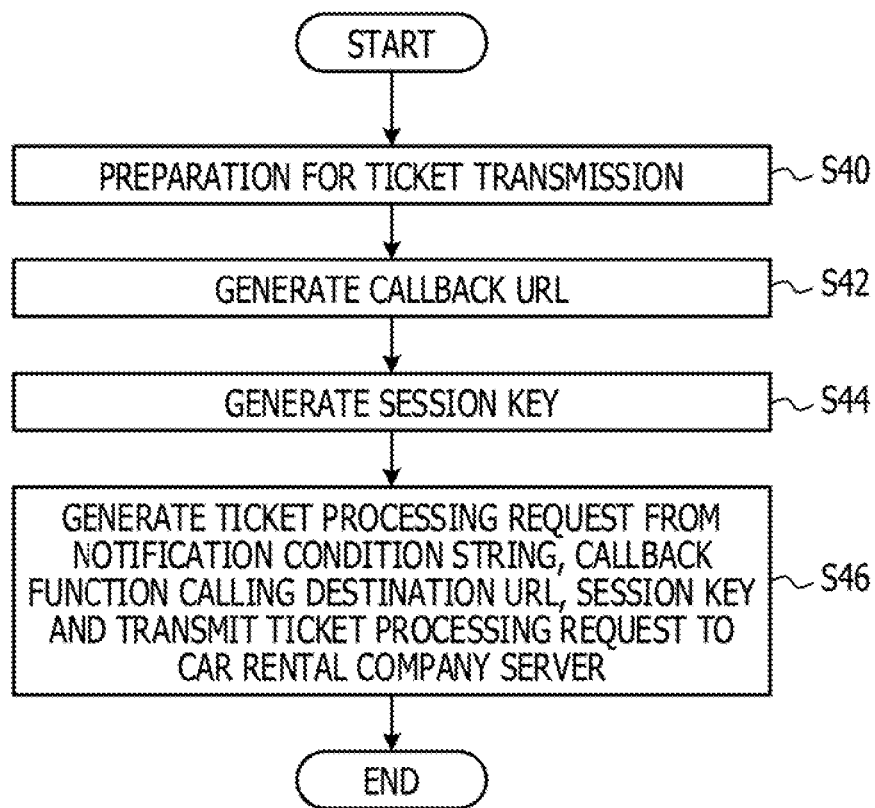 START
PREPARATION FOR TICKET TRANSMISSION
S40
GENERATE CALLBACK URL
S42
GENERATE SESSION KEY
S44
GENERATE TICKET PROCESSING REQUEST FROM
NOTIFICATION CONDITION STRING, CALLBACK
FUNCTION CALLING DESTINATION URL, SESSION KEY
AND TRANSMIT TICKET PROCESSING REQUEST TO
CAR RENTAL COMPANY SERVER
S46
END